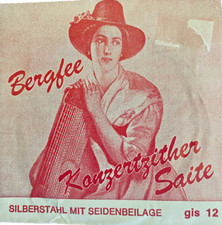 Bergfee
Konzertzither
Saite
SILBERSTAHL MIT SEIDENBEILAGE gis 12